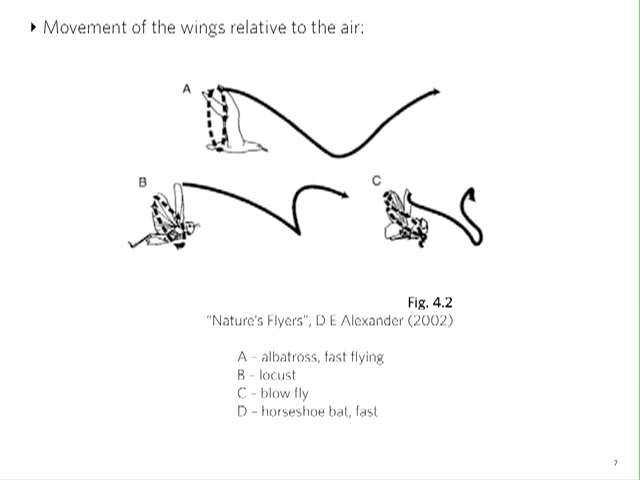 Movement of the wings relative to the air:
A
B
C
Fig. 4.2
"Nature's Flyers", D E Alexander (2002)
A - albatross, fast flying
B - locust
C - blow fly
D - horseshoe bat, fast
7